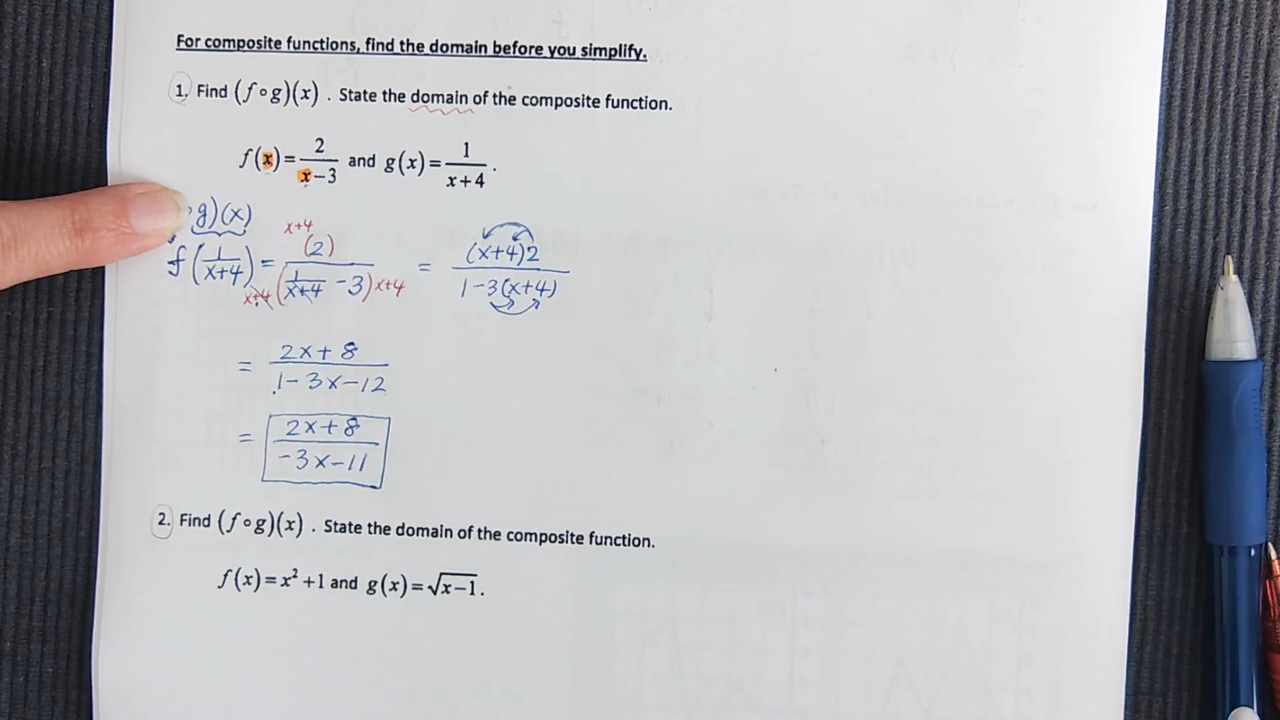 For composite functions, find the domain before you simplify.
1. Find (f∘g)(x) . State the domain of the composite function.
f(x) = 2/(x−3) and g(x) = 1/(x+4) .
g)(x)
x+4
f(1/(x+4)) = (2)/(1/(x+4) −3) = (x+4)2/(1−3(x+4))
x+4 x+4
= (2x+8)/(1−3x−12)
= (2x+8)/(−3x−11)
2. Find (f∘g)(x) . State the domain of the composite function.
f(x) = x² +1 and g(x) = √(x−1) .